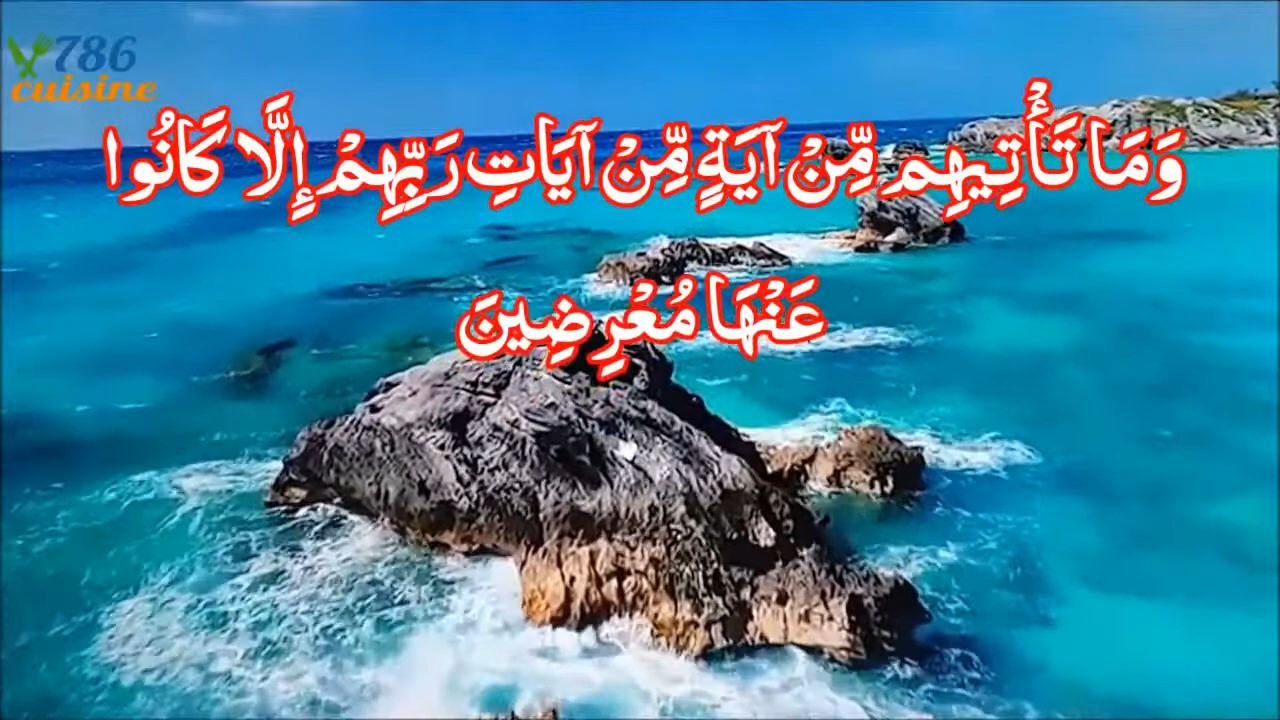 786
cuisine
وَمَا تَأْتِيهِم مِّنْ آيَةٍ مِّنْ آيَاتِ رَبِّهِمْ إِلَّا كَانُوا
عَنْهَا مُعْرِضِينَ